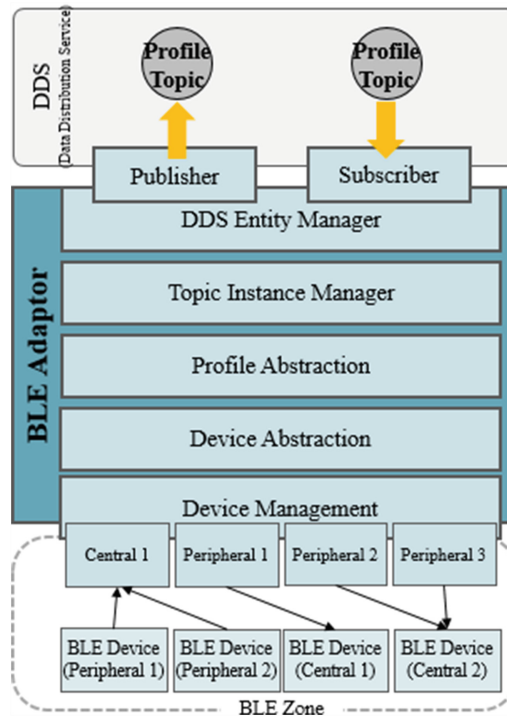 DDS
(Data Distribution Service)
Profile
Topic
Profile
Topic
Publisher
Subscriber
BLE Adaptor
DDS Entity Manager
Topic Instance Manager
Profile Abstraction
Device Abstraction
Device Management
Central 1
Peripheral 1
Peripheral 2
Peripheral 3
BLE Device
(Peripheral 1)
BLE Device
(Peripheral 2)
BLE Device
(Central 1)
BLE Device
(Central 2)
BLE Zone